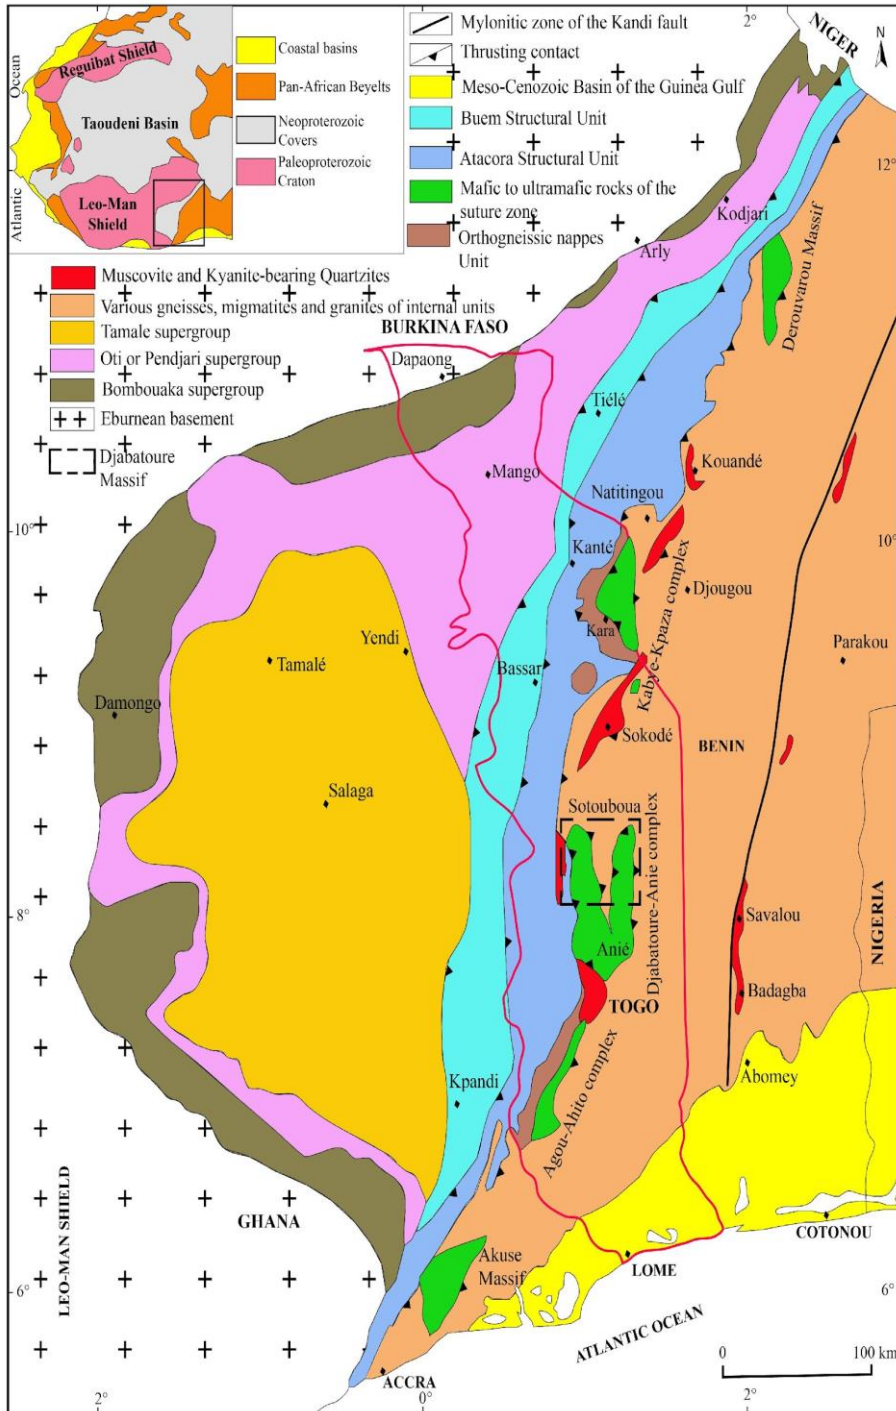 Ocean
Atlantic
Reguibat Shield
Taoudeni Basin
Leo-Man
Shield
Coastal basins
Pan-African Beyelts
Neoproterozoic
Covers
Paleoproterozoic
Craton
Mylonitic zone of the Kandi fault
Thrusting contact
Meso-Cenozoic Basin of the Guinea Gulf
Buem Structural Unit
Atacora Structural Unit
Mafic to ultramafic rocks of the
suture zone
Orthogneissic nappes
Unit
Muscovite and Kyanite-bearing Quartzites
Various gneisses, migmatites and granites of internal units
Tamale supergroup
Oti or Pendjari supergroup
Bombouaka supergroup
Eburnean basement
Djabatoure
Massif
2°
NIGER
N
12°
Kodjari
Arly
Derouvarou Massif
BURKINA FASO
Dapaong
Tiélé
Mango
Kouandé
Natitingou
10°
10°
Kanté
Djougou
Kara
Kabye-Kpaza complex
Parakou
Yendi
Tamalé
Bassar
Damongo
Sokodé
BENIN
Salaga
Sotouboua
Djabatoure-Anie complex
8°
Savalou
NIGERIA
Anié
Badagba
TOGO
Abomey
Kpandi
Agou-Ahito complex
LEO-MAN SHIELD
GHANA
COTONOU
Akuse
Massif
LOME
6°
6°
ATLANTIC OCEAN
0
100 km
ACCRA
2°
0°
2°